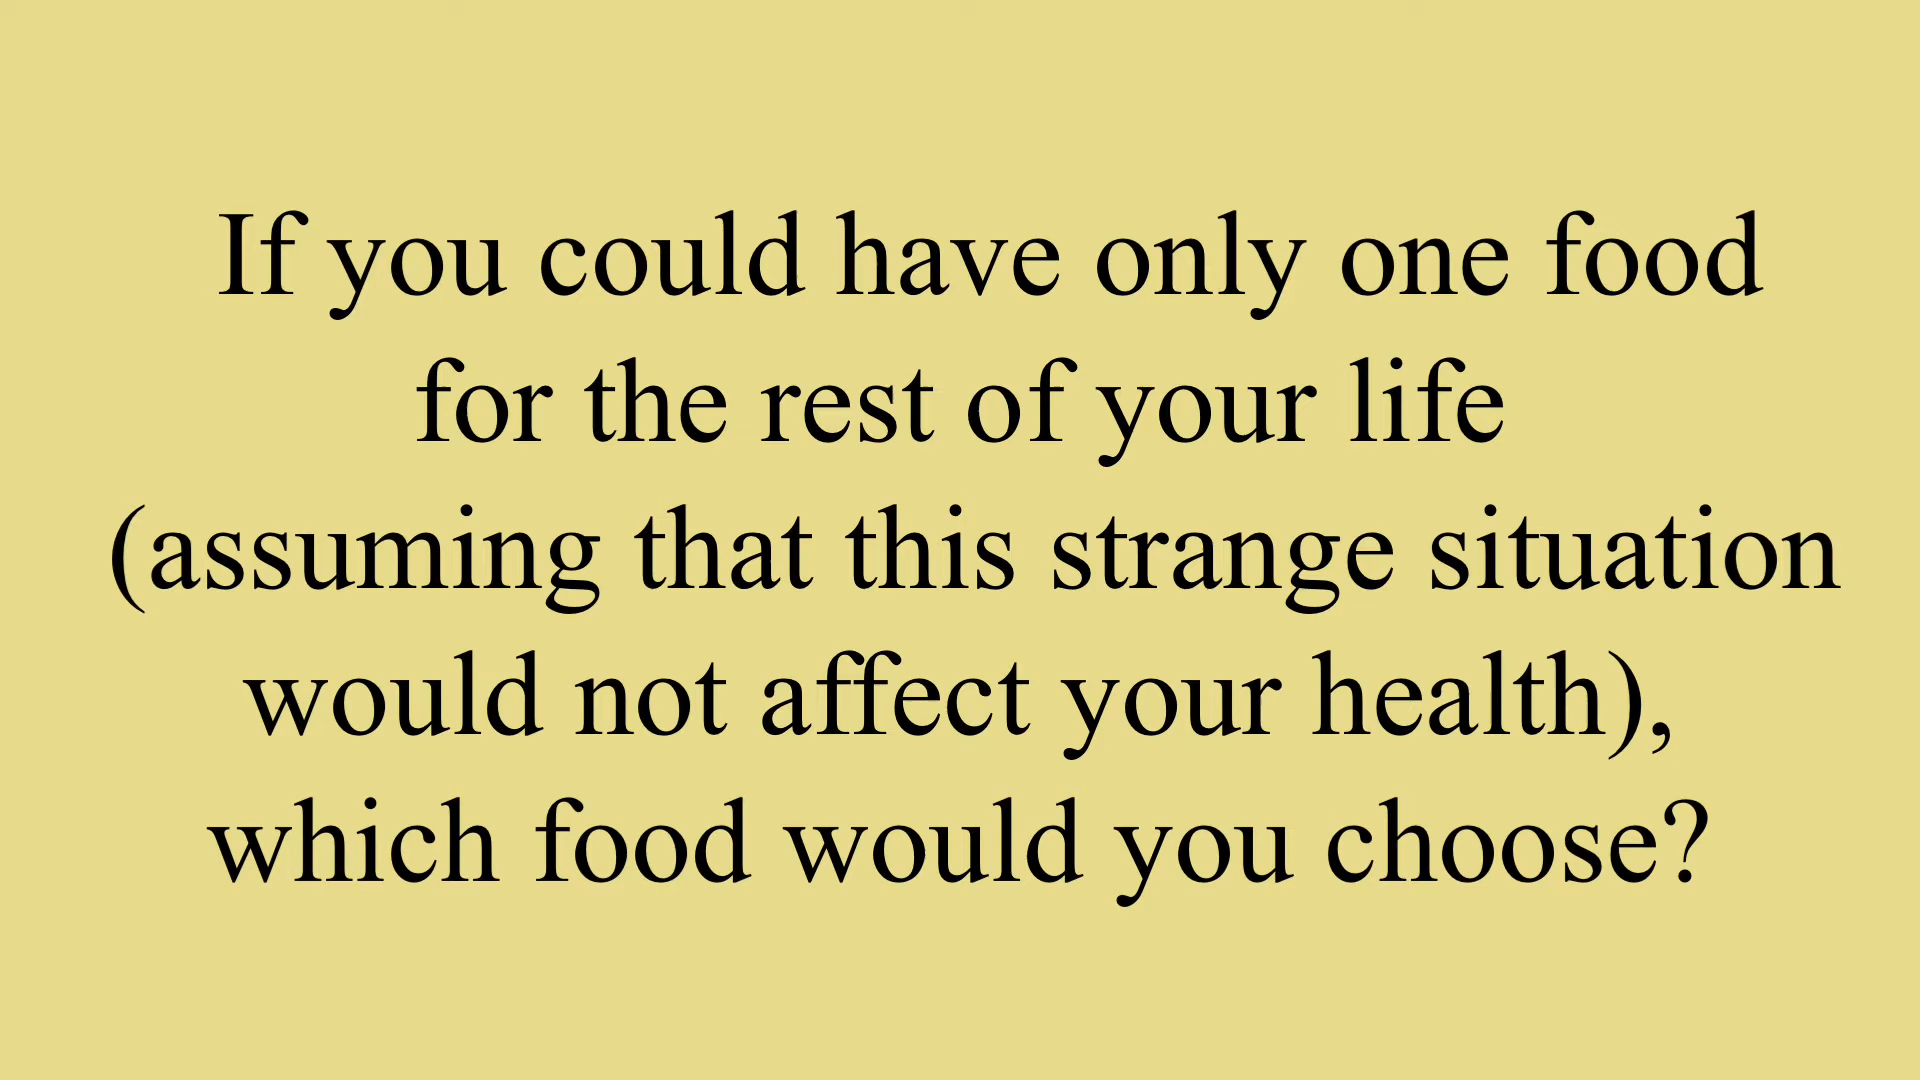 If you could have only one food
for the rest of your life
(assuming that this strange situation
would not affect your health),
which food would you choose?